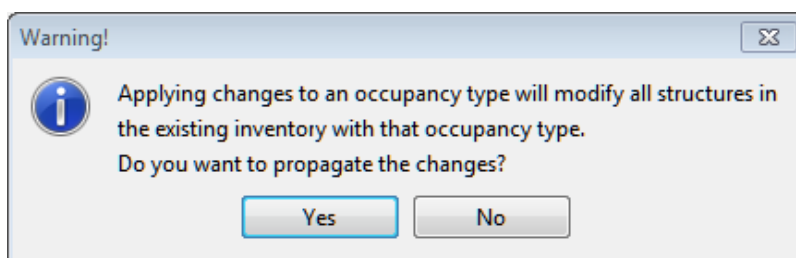 Warning!
Applying changes to an occupancy type will modify all structures in
the existing inventory with that occupancy type.
Do you want to propagate the changes?
Yes No